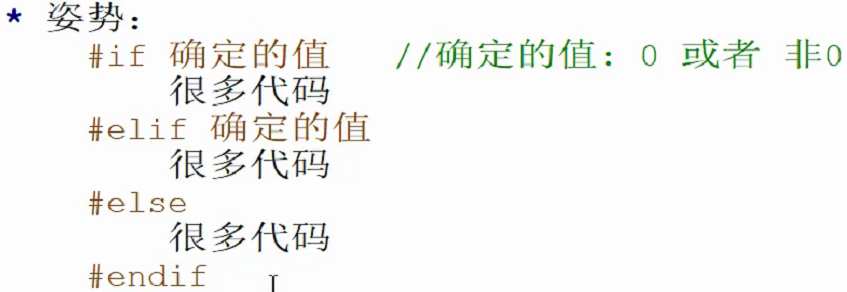 * 姿势：
#if 确定的值 //确定的值：0 或者 非0
很多代码
#elif 确定的值
很多代码
#else
很多代码
#endif